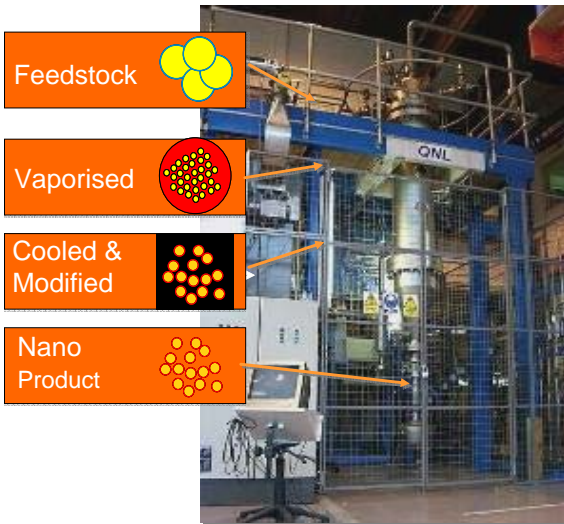 Feedstock
Vaporised
Cooled &
Modified
Nano
Product
QNL